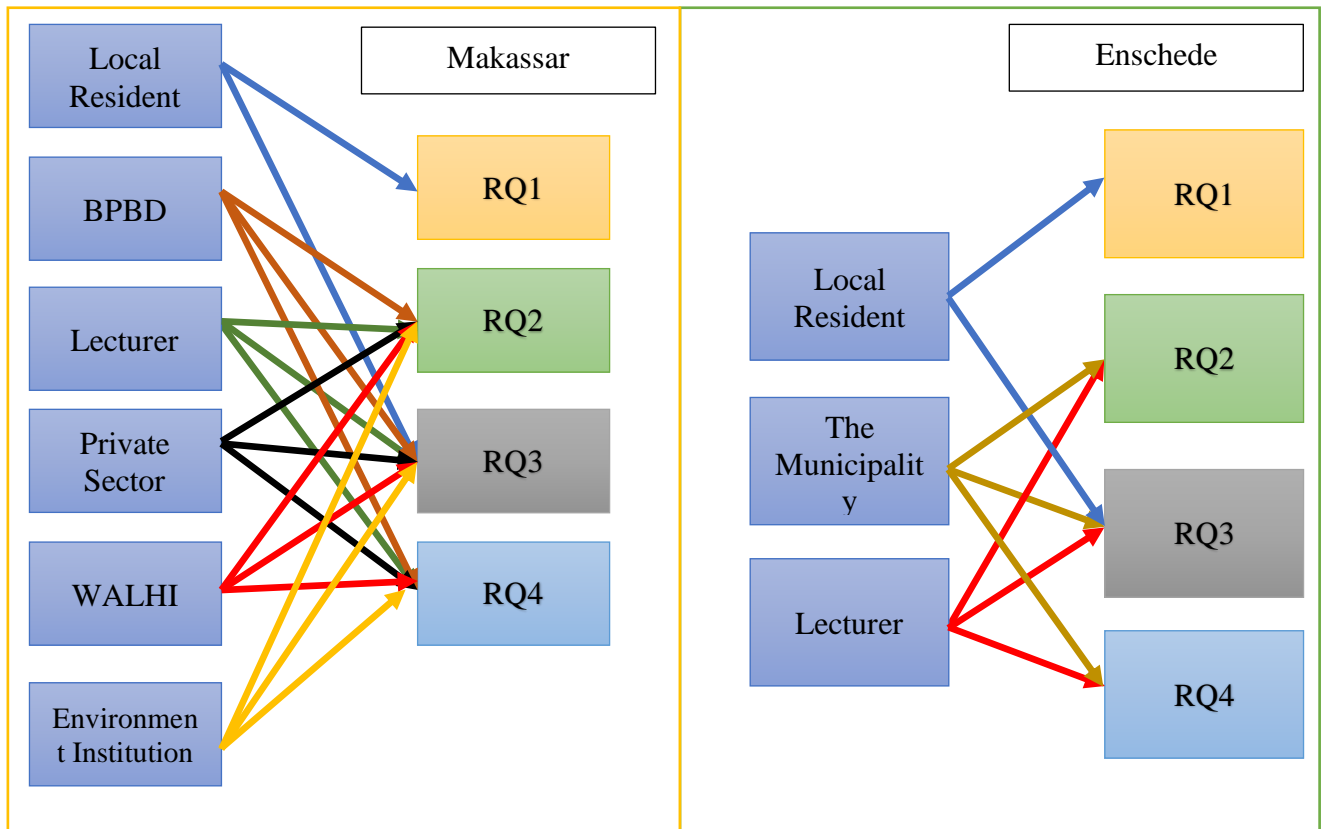 Makassar
Local
Resident
RQ1
BPBD
RQ2
Lecturer
RQ3
Private
Sector
RQ4
WALHI
Environmen
t Institution
Enschede
RQ1
Local
Resident
RQ2
The
Municipalit
y
RQ3
Lecturer
RQ4